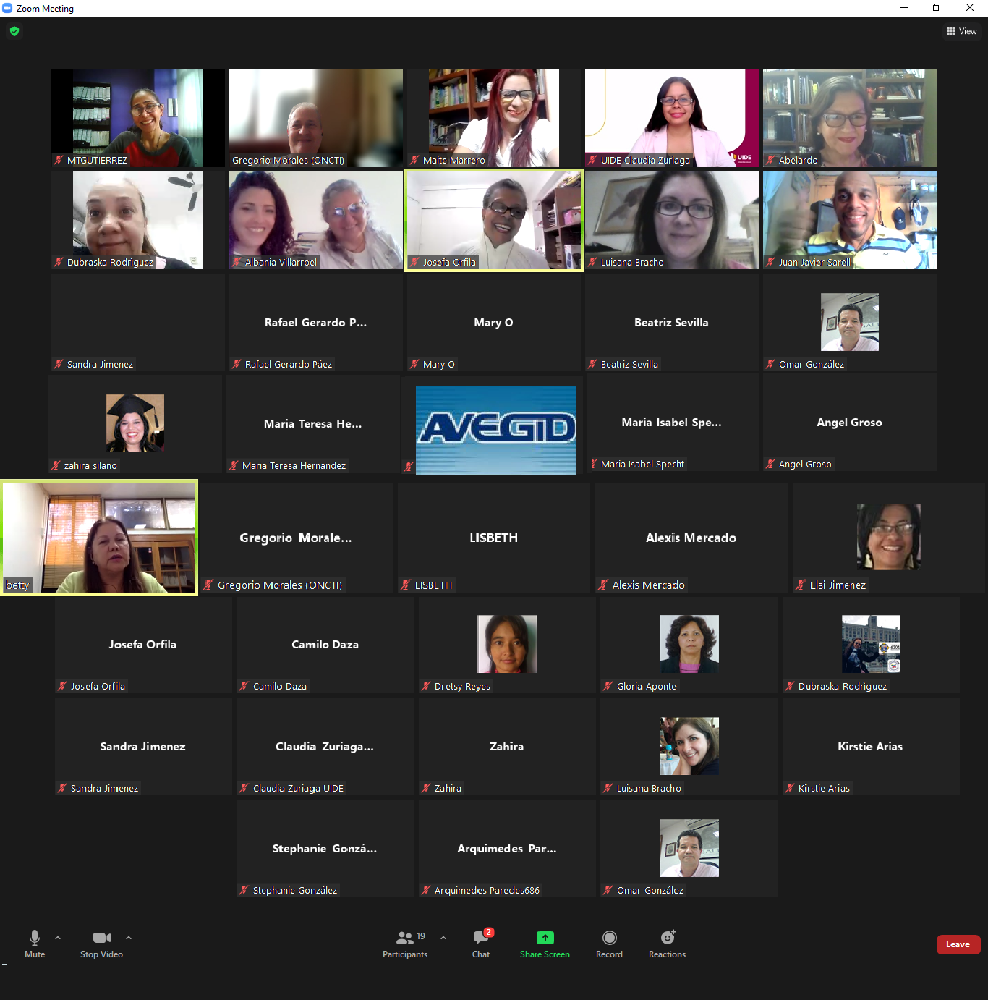 Zoom Meeting
View
MTGUTIERREZ
Gregorio Morales (ONCTI)
Maite Marrero
UIDE
UIDE Claudia Zuriaga
Abelardo
Dubraska Rodrìguez
Albania Villarroel
Josefa Orfila
Luisana Bracho
Juan Javier Sarell
Sandra Jimenez
Rafael Gerardo P...
Rafael Gerardo Páez
Mary O
Mary O
Beatriz Sevilla
Beatriz Sevilla
Omar González
zahira silano
Maria Teresa He...
Maria Teresa Hernandez
AVEGID
Maria Isabel Spe...
Maria Isabel Specht
Angel Groso
Angel Groso
betty
Gregorio Morale...
Gregorio Morales (ONCTI)
LISBETH
LISBETH
Alexis Mercado
Alexis Mercado
Elsi Jimenez
Josefa Orfila
Josefa Orfila
Camilo Daza
Camilo Daza
Dretsy Reyes
Gloria Aponte
6301
Dubraska Rodrìguez
Sandra Jimenez
Sandra Jimenez
Claudia Zuriaga...
Claudia Zuriaga UIDE
Zahira
Zahira
Luisana Bracho
Kirstie Arias
Kirstie Arias
Stephanie Gonzá...
Stephanie González
Arquimedes Par...
Arquimedes Paredes686
Omar González
Mute
Stop Video
19
Participants
2
Chat
Share Screen
Record
Reactions
Leave